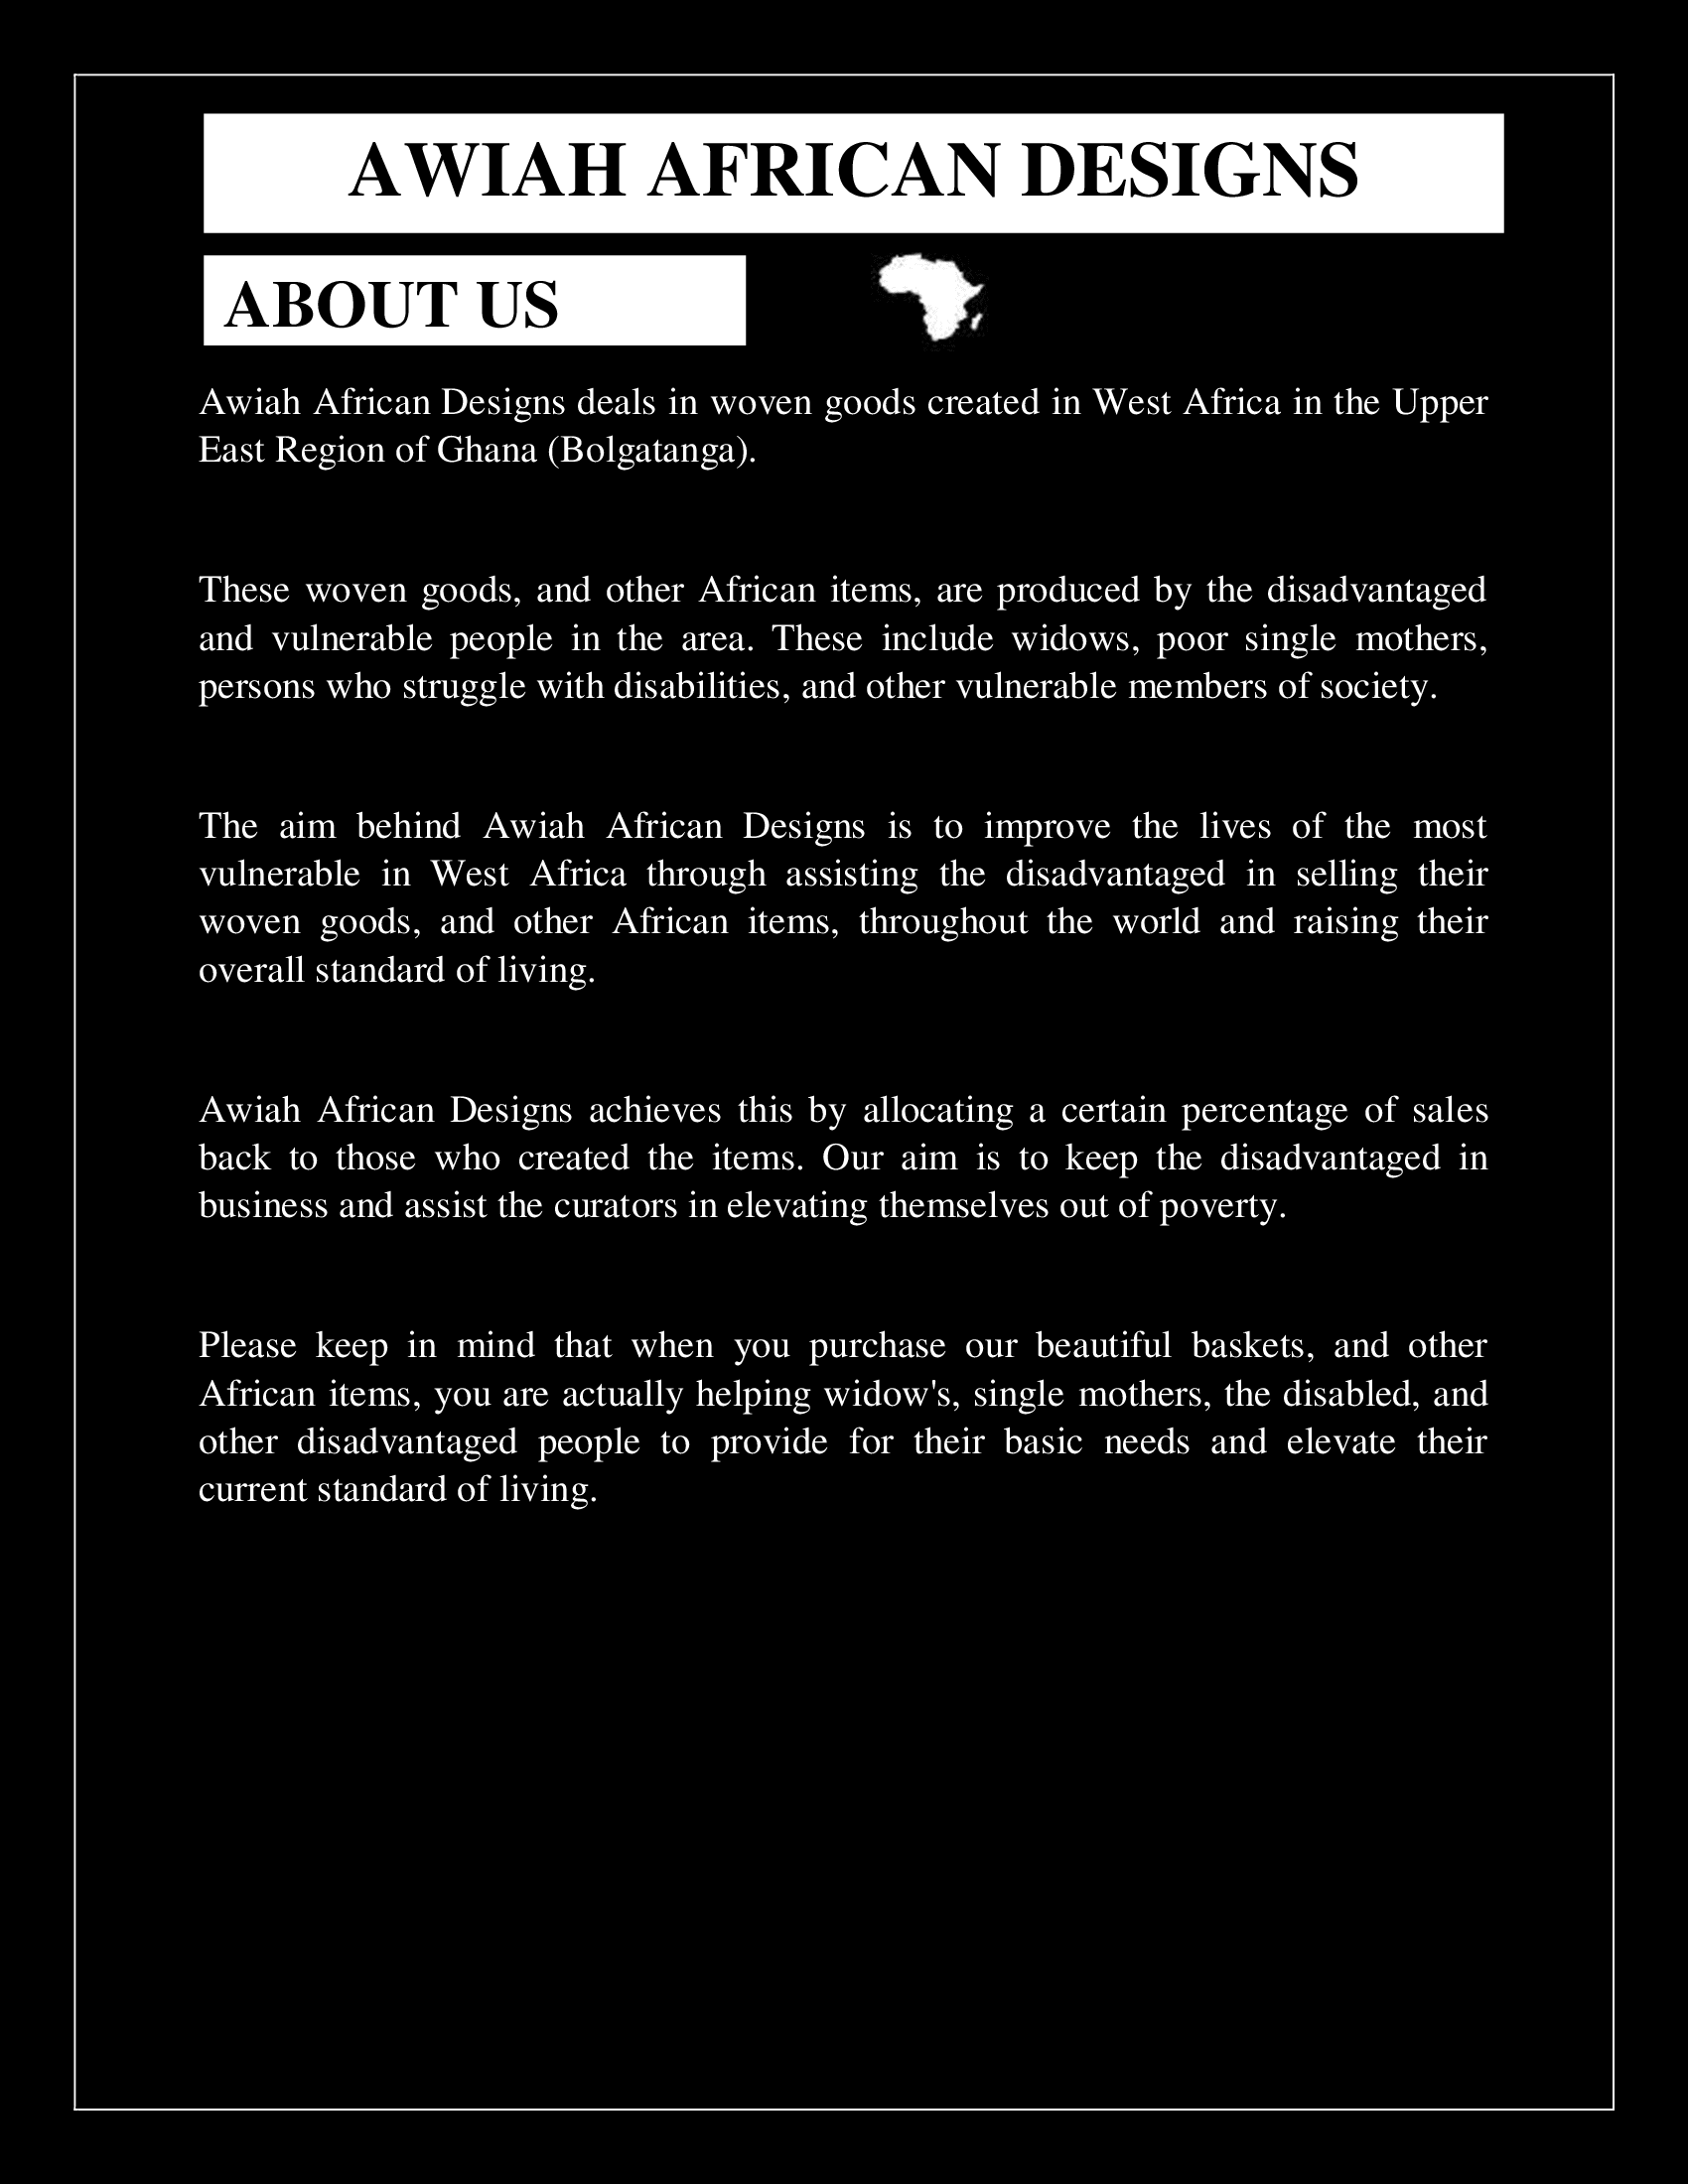 AWIAH AFRICAN DESIGNS
ABOUT US
Awiah African Designs deals in woven goods created in West Africa in the Upper
East Region of Ghana (Bolgatanga).
These woven goods, and other African items, are produced by the disadvantaged
and vulnerable people in the area. These include widows, poor single mothers,
persons who struggle with disabilities, and other vulnerable members of society.
The aim behind Awiah African Designs is to improve the lives of the most
vulnerable in West Africa through assisting the disadvantaged in selling their
woven goods, and other African items, throughout the world and raising their
overall standard of living.
Awiah African Designs achieves this by allocating a certain percentage of sales
back to those who created the items. Our aim is to keep the disadvantaged in
business and assist the curators in elevating themselves out of poverty.
Please keep in mind that when you purchase our beautiful baskets, and other
African items, you are actually helping widow's, single mothers, the disabled, and
other disadvantaged people to provide for their basic needs and elevate their
current standard of living.